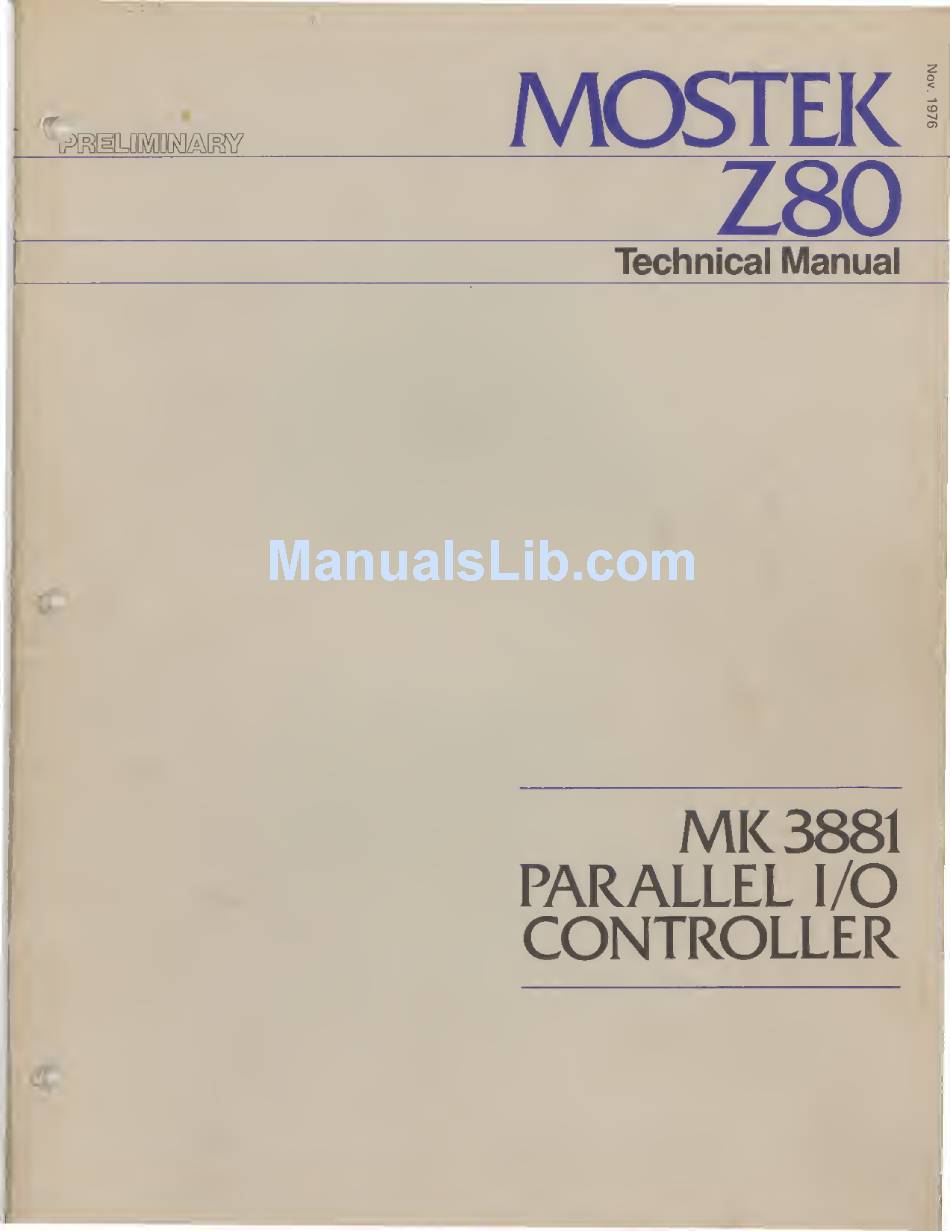 Nov. 1976
PRELIMINARY
MOSTEK
Z80
Technical Manual
ManualsLib.com
MK 3881
PARALLEL I/O
CONTROLLER